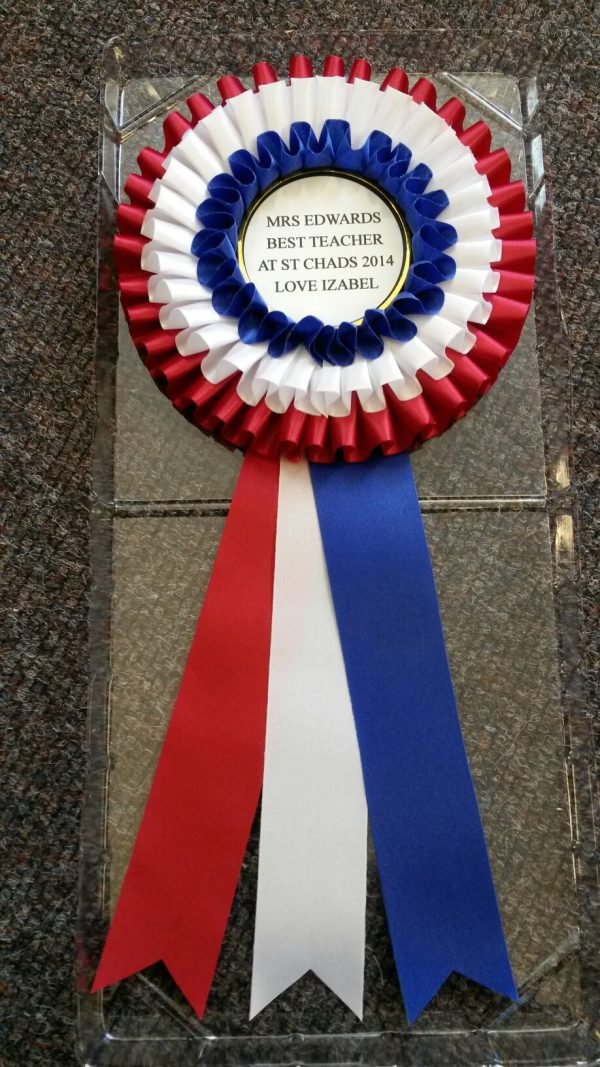 MRS EDWARDS
BEST TEACHER
AT ST CHADS 2014
LOVE IZABEL